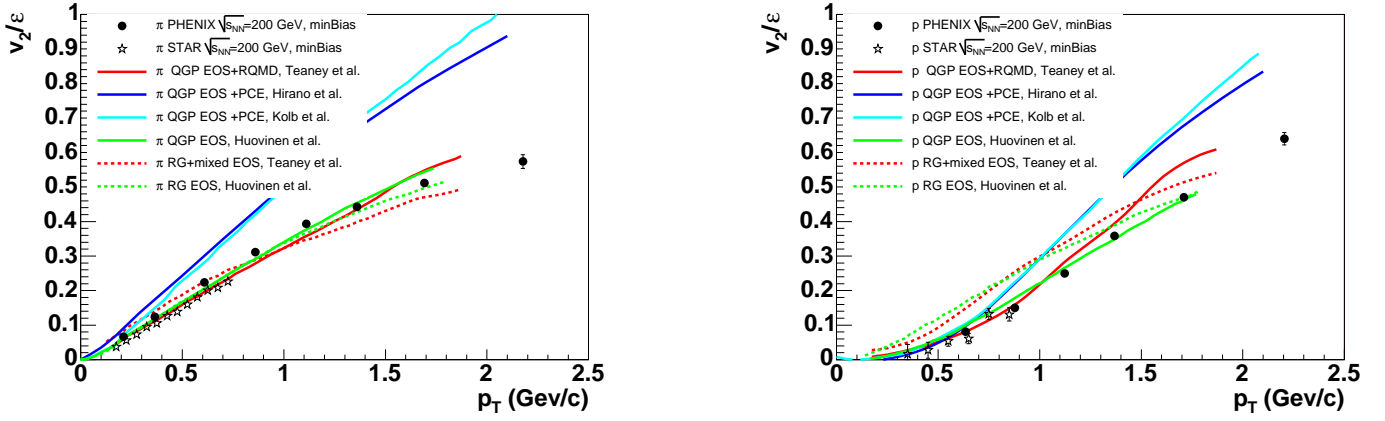 v2/ε
1
0.9
0.8
0.7
0.6
0.5
0.4
0.3
0.2
0.1
0
π PHENIX √sNN=200 GeV, minBias
π STAR √sNN=200 GeV, minBias
π QGP EOS+RQMD, Teaney et al.
π QGP EOS +PCE, Hirano et al.
π QGP EOS +PCE, Kolb et al.
π QGP EOS, Huovinen et al.
π RG+mixed EOS, Teaney et al.
π RG EOS, Huovinen et al.
0 0.5 1 1.5 2 2.5
pT (Gev/c)
v2/ε
1
0.9
0.8
0.7
0.6
0.5
0.4
0.3
0.2
0.1
0
p PHENIX √sNN=200 GeV, minBias
p STAR √sNN=200 GeV, minBias
p QGP EOS+RQMD, Teaney et al.
p QGP EOS +PCE, Hirano et al.
p QGP EOS +PCE, Kolb et al.
p QGP EOS, Huovinen et al.
p RG+mixed EOS, Teaney et al.
p RG EOS, Huovinen et al.
0 0.5 1 1.5 2 2.5
pT (Gev/c)